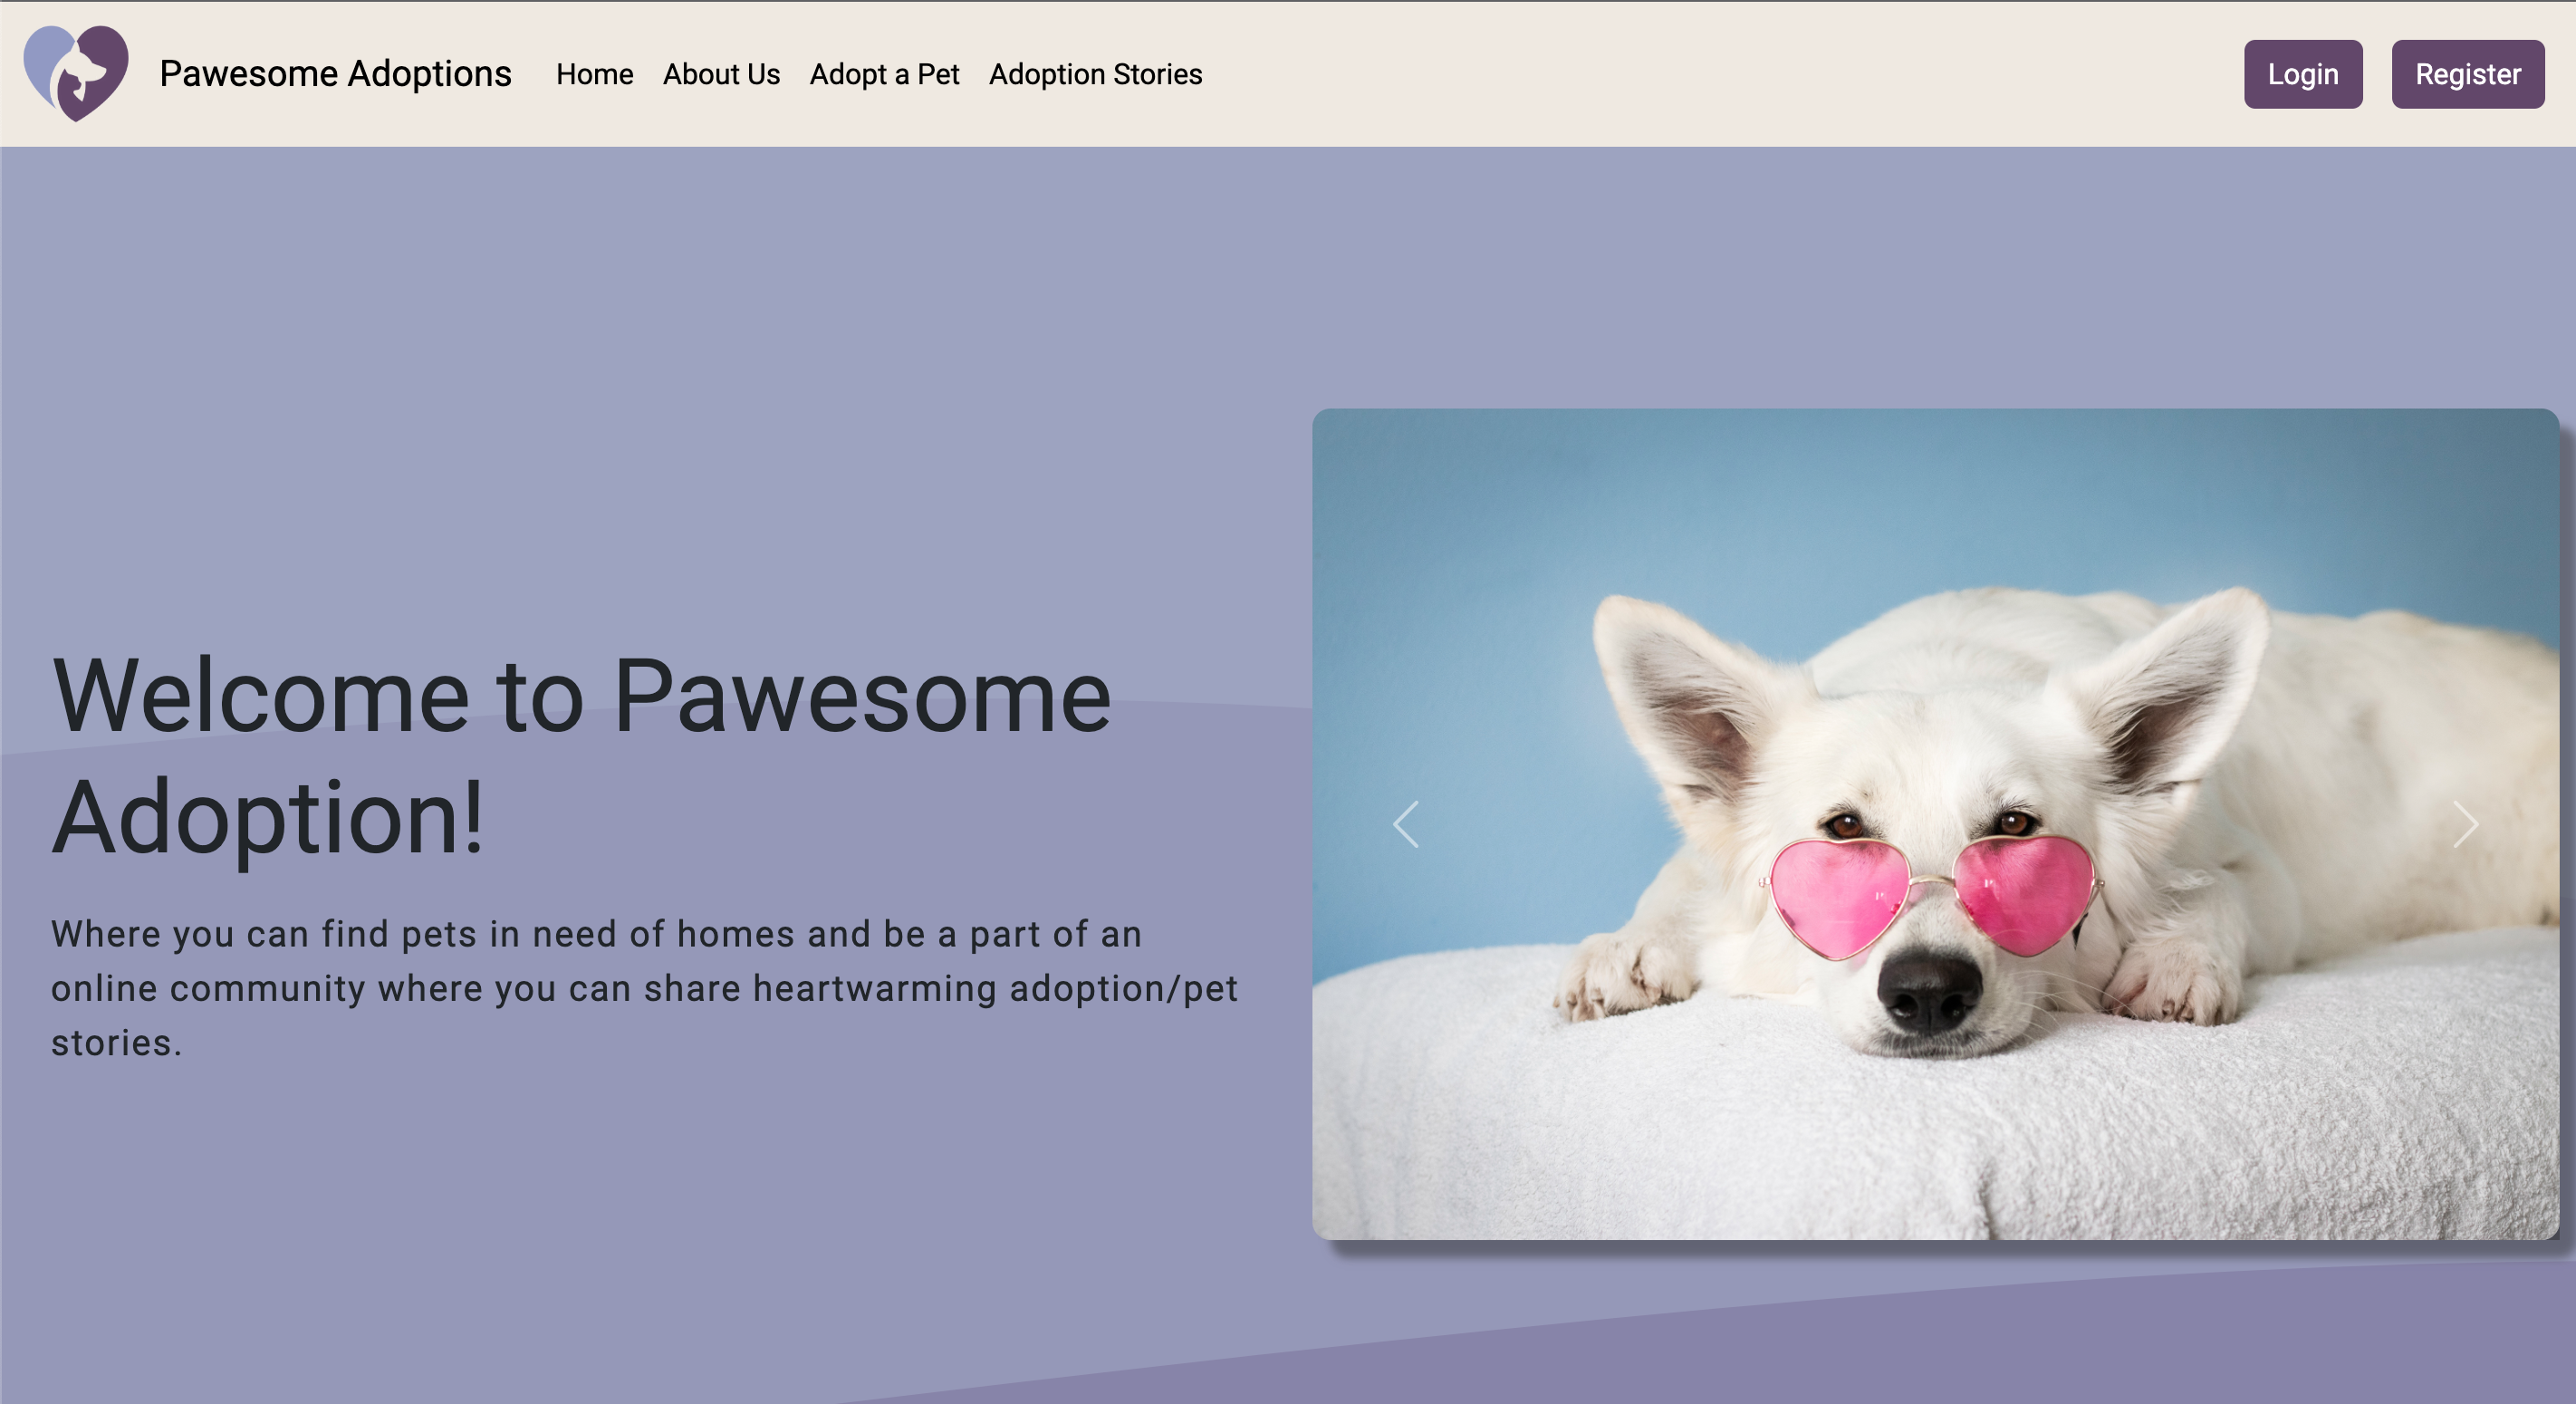 Pawesome Adoptions Home About Us Adopt a Pet Adoption Stories Login Register
Welcome to Pawesome
Adoption!
Where you can find pets in need of homes and be a part of an
online community where you can share heartwarming adoption/pet
stories.